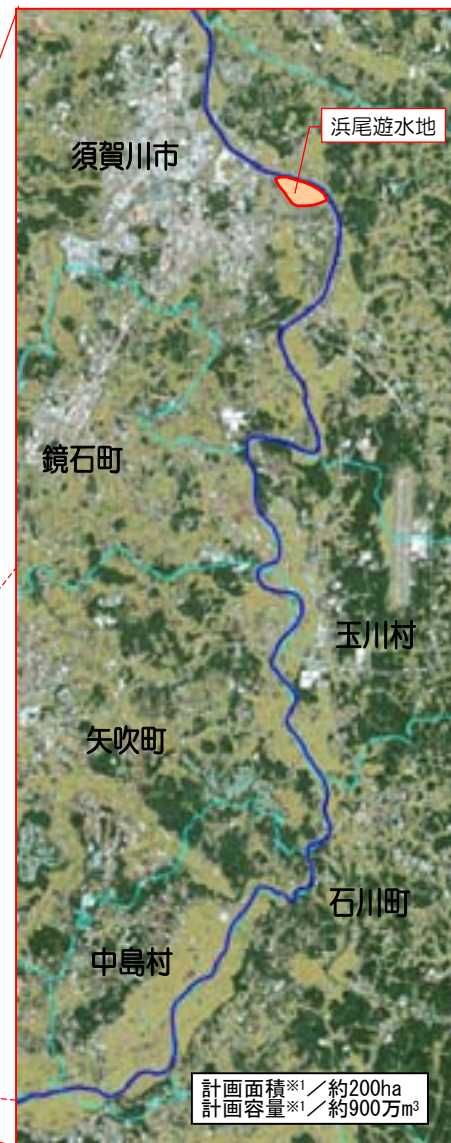 浜尾遊水地
須賀川市
鏡石町
玉川村
矢吹町
石川町
中島村
計画面積※1／約200ha
計画容量※1／約900万m³